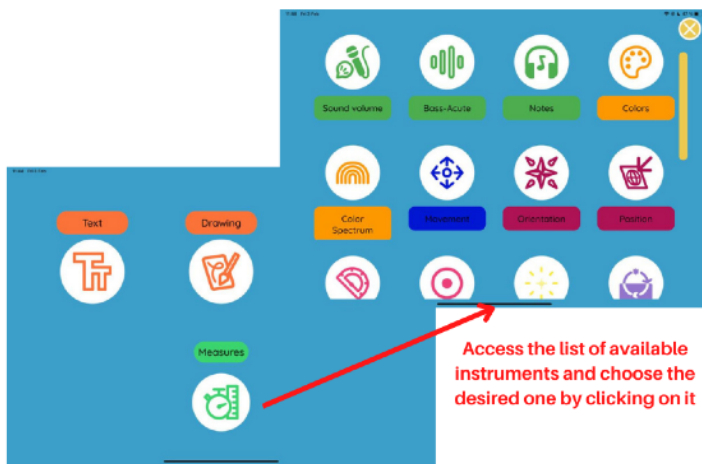 Sound volume
Bass-Acute
Notes
Colors
Color
Spectrum
Movement
Orientation
Position
Text
Drawing
Measures
Access the list of available
instruments and choose the
desired one by clicking on it